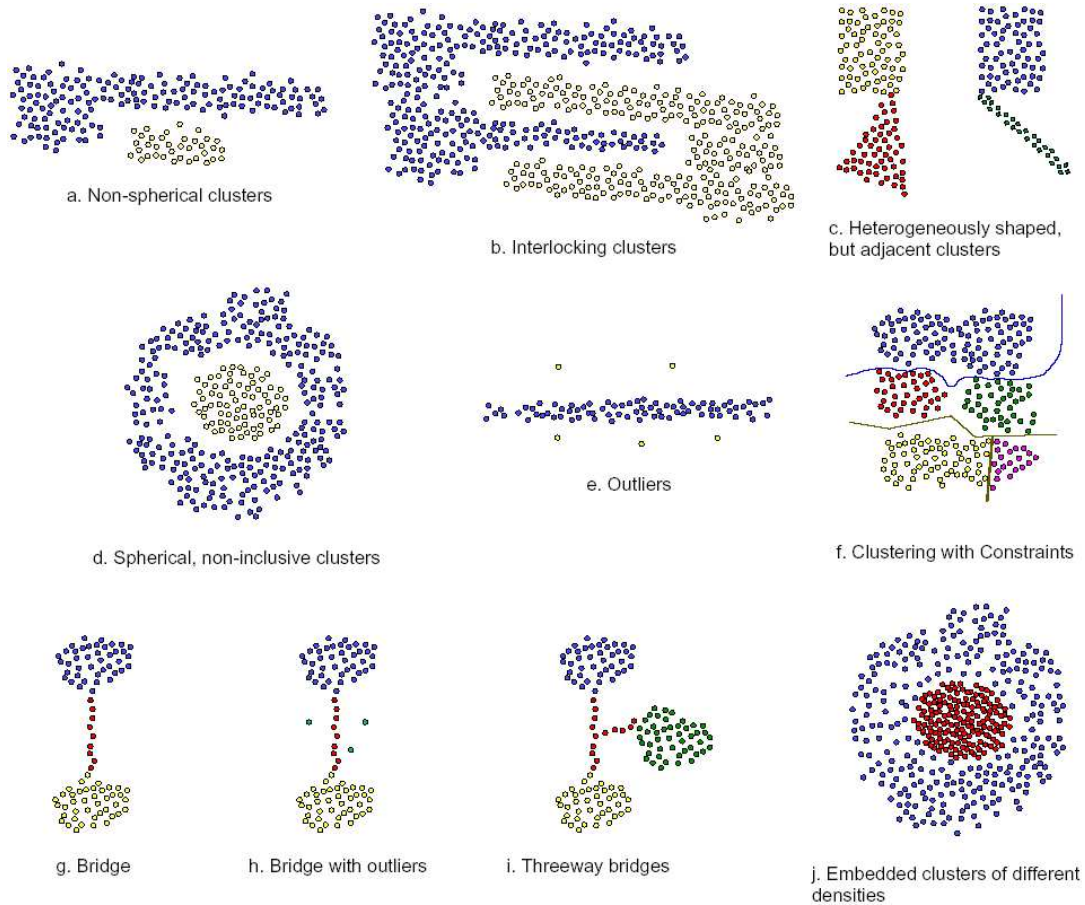 a. Non-spherical clusters
b. Interlocking clusters
c. Heterogeneously shaped,
but adjacent clusters
d. Spherical, non-inclusive clusters
e. Outliers
f. Clustering with Constraints
g. Bridge
h. Bridge with outliers
i. Threeway bridges
j. Embedded clusters of different
densities